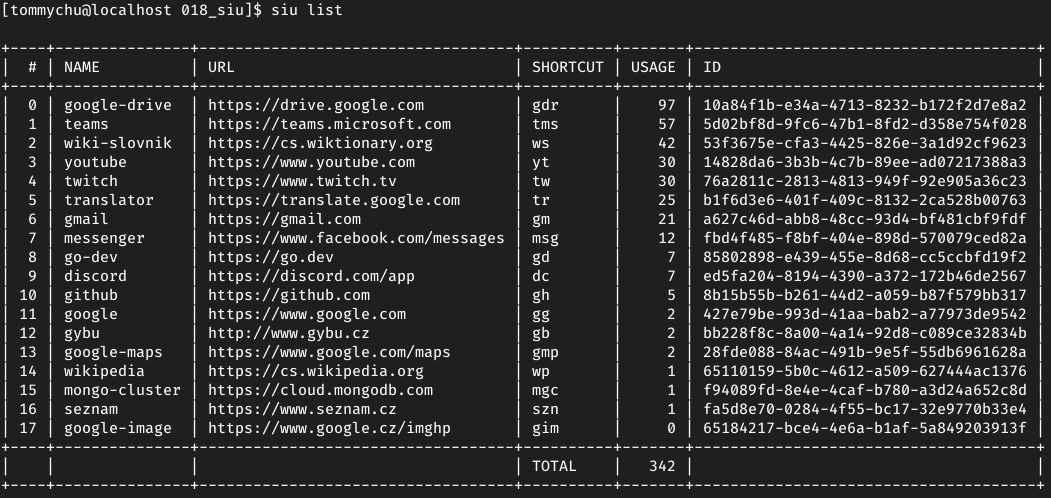 [tommychu@localhost 018_siu]$ siu list
# | NAME | URL | SHORTCUT | USAGE | ID
0 | google-drive | https://drive.google.com | gdr | 97 | 10a84f1b-e34a-4713-8232-b172f2d7e8a2
1 | teams | https://teams.microsoft.com | tms | 57 | 5d02bf8d-9fc6-47b1-8fd2-d358e754f028
2 | wiki-slovnik | https://cs.wiktionary.org | ws | 42 | 53f3675e-cfa3-4425-826e-3a1d92cf9623
3 | youtube | https://www.youtube.com | yt | 30 | 14828da6-3b3b-4c7b-89ee-ad07217388a3
4 | twitch | https://www.twitch.tv | tw | 30 | 76a2811c-2813-4813-949f-92e905a36c23
5 | translator | https://translate.google.com | tr | 25 | b1f6d3e6-401f-409c-8132-2ca528b00763
6 | gmail | https://gmail.com | gm | 21 | a627c46d-abb8-48cc-93d4-bf481cbf9fdf
7 | messenger | https://www.facebook.com/messages | msg | 12 | fbd4f485-f8bf-404e-898d-570079ced82a
8 | go-dev | https://go.dev | gd | 7 | 85802898-e439-455e-8d68-cc5ccbfd19f2
9 | discord | https://discord.com/app | dc | 7 | ed5fa204-8194-4390-a372-172b46de2567
10 | github | https://github.com | gh | 5 | 8b15b55b-b261-44d2-a059-b87f579bb317
11 | google | https://www.google.com | gg | 2 | 427e79be-993d-41aa-bab2-a77973de9542
12 | gybu | http://www.gybu.cz | gb | 2 | bb228f8c-8a00-4a14-92d8-c089ce32834b
13 | google-maps | https://www.google.com/maps | gmp | 2 | 28fde088-84ac-491b-9e5f-55db6961628a
14 | wikipedia | https://cs.wikipedia.org | wp | 1 | 65110159-5b0c-4612-a509-627444ac1376
15 | mongo-cluster | https://cloud.mongodb.com | mgc | 1 | f94089fd-8e4e-4caf-b780-a3d24a652c8d
16 | seznam | https://www.seznam.cz | szn | 1 | fa5d8e70-0284-4f55-bc17-32e9770b33e4
17 | google-image | https://www.google.cz/imghp | gim | 0 | 65184217-bce4-4e6a-b1af-5a849203913f
TOTAL | 342